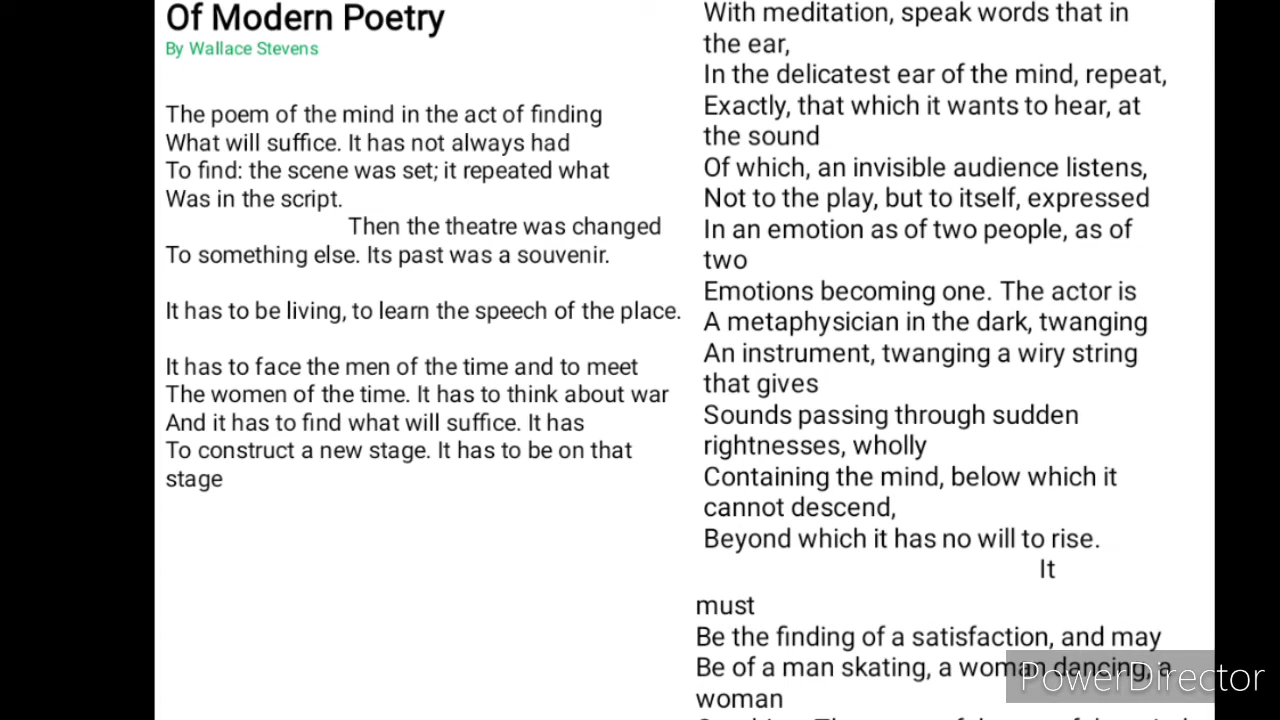 Of Modern Poetry
By Wallace Stevens
The poem of the mind in the act of finding
What will suffice. It has not always had
To find: the scene was set; it repeated what
Was in the script.
Then the theatre was changed
To something else. Its past was a souvenir.
It has to be living, to learn the speech of the place.
It has to face the men of the time and to meet
The women of the time. It has to think about war
And it has to find what will suffice. It has
To construct a new stage. It has to be on that
stage
With meditation, speak words that in
the ear,
In the delicatest ear of the mind, repeat,
Exactly, that which it wants to hear, at
the sound
Of which, an invisible audience listens,
Not to the play, but to itself, expressed
In an emotion as of two people, as of
two
Emotions becoming one. The actor is
A metaphysician in the dark, twanging
An instrument, twanging a wiry string
that gives
Sounds passing through sudden
rightnesses, wholly
Containing the mind, below which it
cannot descend,
Beyond which it has no will to rise.
It
must
Be the finding of a satisfaction, and may
Be of a man skating, a woman dancing, a
woman
PowerDirector